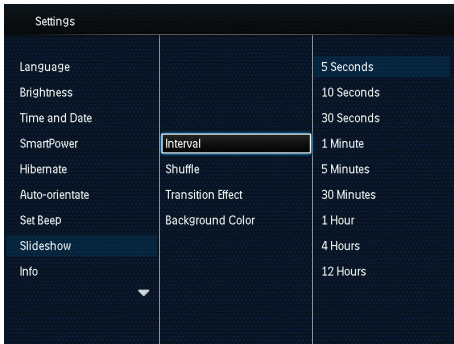 Settings
Language
Brightness
Time and Date
SmartPower
Hibernate
Auto-orientate
Set Beep
Slideshow
Info
Interval
Shuffle
Transition Effect
Background Color
5 Seconds
10 Seconds
30 Seconds
1 Minute
5 Minutes
30 Minutes
1 Hour
4 Hours
12 Hours